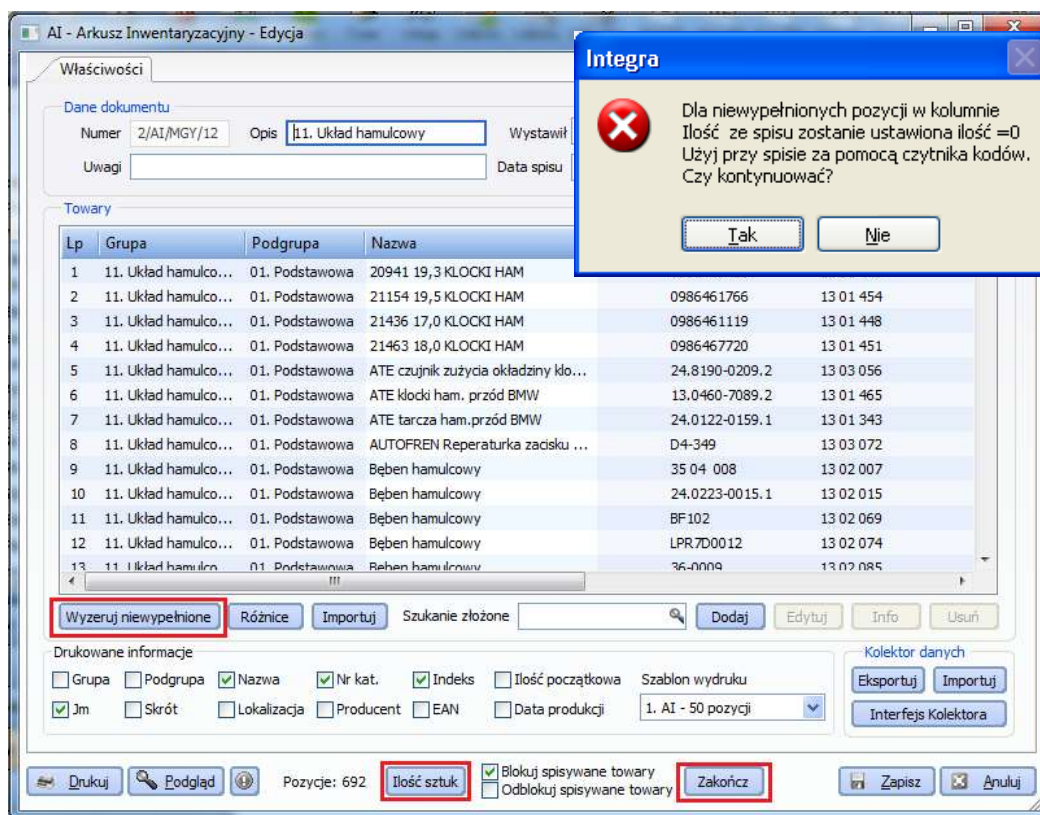 AI - Arkusz Inwentaryzacyjny - Edycja
Właściwości
Dane dokumentu
Numer 2/AI/MGY/12 Opis 11. Układ hamulcowy Wystawił
Uwagi Data spisu
Integra
Dla niewypełnionych pozycji w kolumnie
Ilość ze spisu zostanie ustawiona ilość =0
Użyj przy spisie za pomocą czytnika kodów.
Czy kontynuować?
Tak Nie
Towary
Lp Grupa Podgrupa Nazwa
1 11. Układ hamulco... 01. Podstawowa 20941 19,3 KLOCKI HAM
2 11. Układ hamulco... 01. Podstawowa 21154 19,5 KLOCKI HAM 0986461766 13 01 454
3 11. Układ hamulco... 01. Podstawowa 21436 17,0 KLOCKI HAM 0986461119 13 01 448
4 11. Układ hamulco... 01. Podstawowa 21463 18,0 KLOCKI HAM 0986467720 13 01 451
5 11. Układ hamulco... 01. Podstawowa ATE czujnik zużycia okładziny klo... 24.8190-0209.2 13 03 056
6 11. Układ hamulco... 01. Podstawowa ATE klocki ham. przód BMW 13.0460-7089.2 13 01 465
7 11. Układ hamulco... 01. Podstawowa ATE tarcza ham.przód BMW 24.0122-0159.1 13 01 343
8 11. Układ hamulco... 01. Podstawowa AUTOFREN Reperaturka zacisku ... D4-349 13 03 072
9 11. Układ hamulco... 01. Podstawowa Bęben hamulcowy 35 04 008 13 02 007
10 11. Układ hamulco... 01. Podstawowa Bęben hamulcowy 24.0223-0015.1 13 02 015
11 11. Układ hamulco... 01. Podstawowa Bęben hamulcowy BF102 13 02 069
12 11. Układ hamulco... 01. Podstawowa Bęben hamulcowy LPR7D0012 13 02 074
13 11. Układ hamulco... 01. Podstawowa Bęben hamulcowy 36-0009 13 02 085
Wyzeruj niewypełnione Różnice Importuj Szukanie złożone Dodaj Edytuj Info Usuń
Drukowane informacje Kolektor danych
Grupa Podgrupa Nazwa Nr kat. Indeks Ilość początkowa Szablon wydruku Eksportuj Importuj
Jm Skrót Lokalizacja Producent EAN Data produkcji 1. AI - 50 pozycji Interfejs Kolektora
Drukuj Podgląd Pozycje: 692 Ilość sztuk Blokuj spisywane towary Zakończ Zapisz Anuluj
Odblokuj spisywane towary